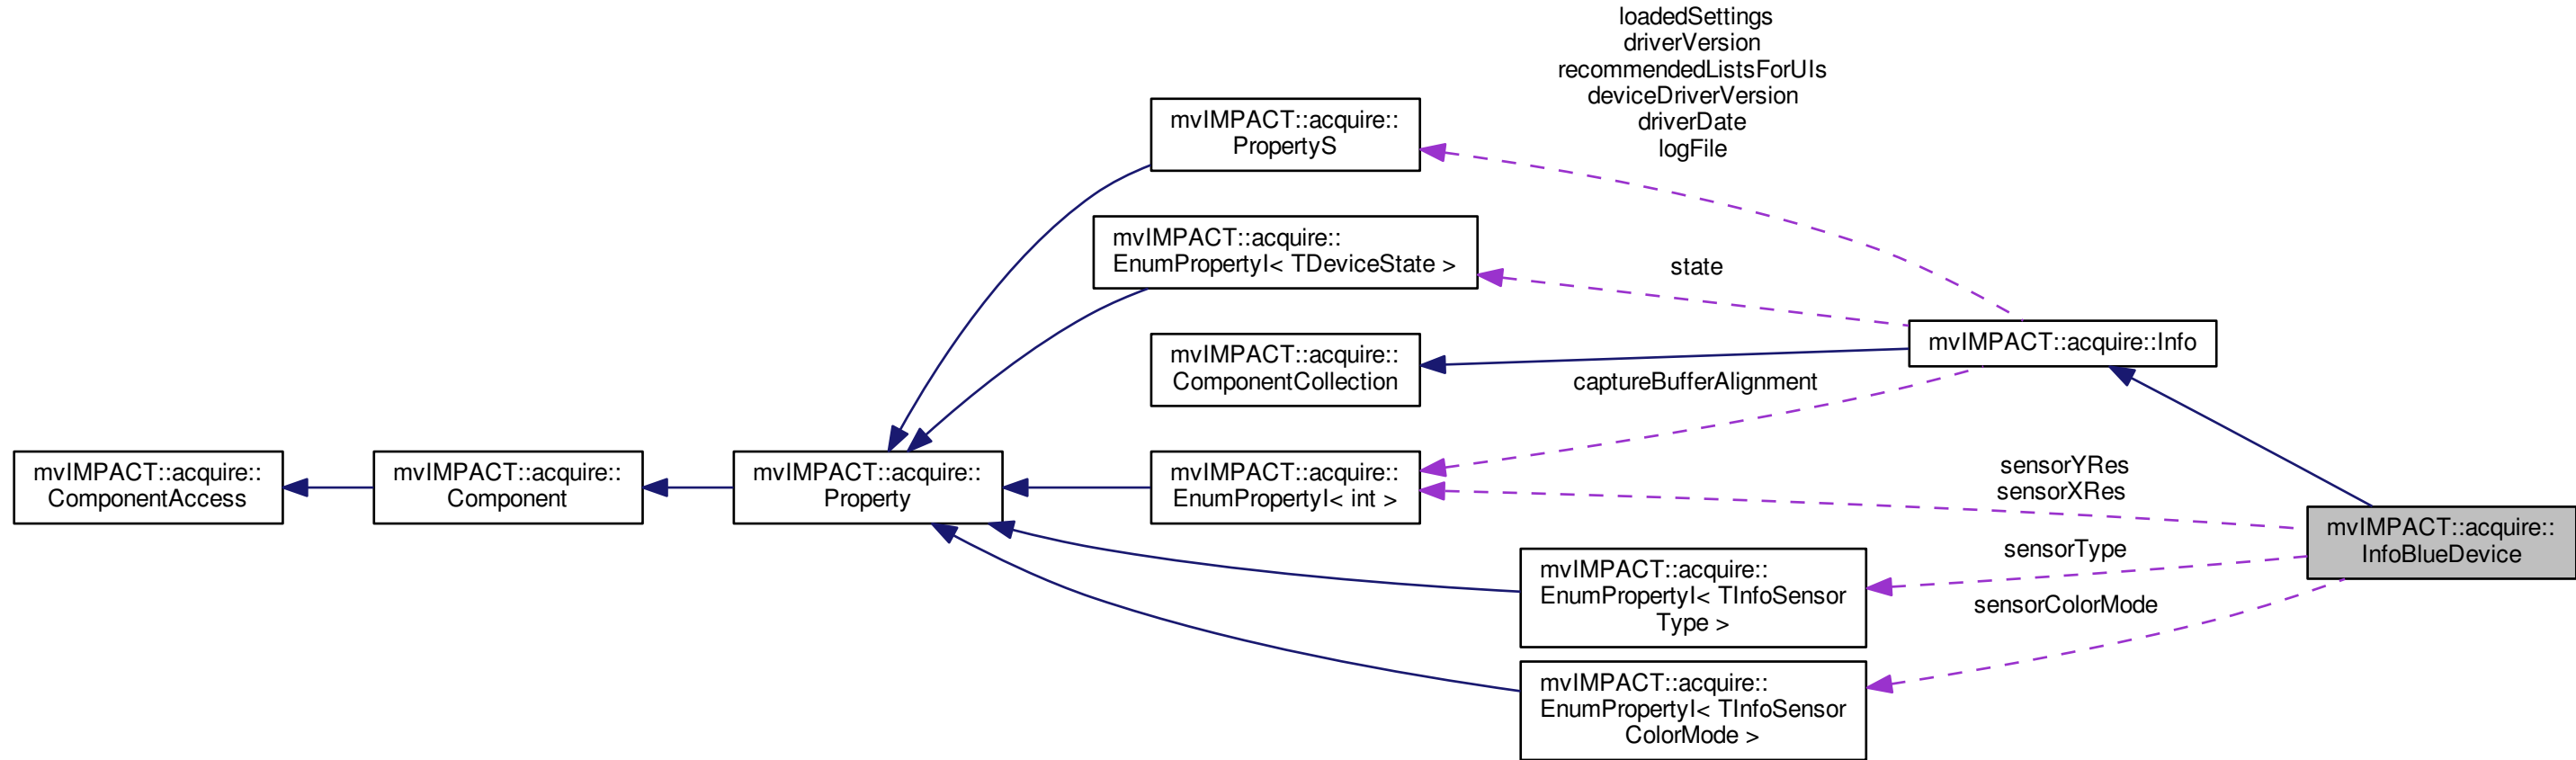 loadedSettings
driverVersion
recommendedListsForUIs
deviceDriverVersion
driverDate
logFile
mvIMPACT::acquire::
PropertyS
mvIMPACT::acquire::
EnumPropertyI< TDeviceState >
state
mvIMPACT::acquire::
ComponentCollection
mvIMPACT::acquire::Info
captureBufferAlignment
mvIMPACT::acquire::
ComponentAccess
mvIMPACT::acquire::
Component
mvIMPACT::acquire::
Property
mvIMPACT::acquire::
EnumPropertyI< int >
sensorYRes
sensorXRes
mvIMPACT::acquire::
InfoBlueDevice
sensorType
mvIMPACT::acquire::
EnumPropertyI< TInfoSensor
Type >
sensorColorMode
mvIMPACT::acquire::
EnumPropertyI< TInfoSensor
ColorMode >